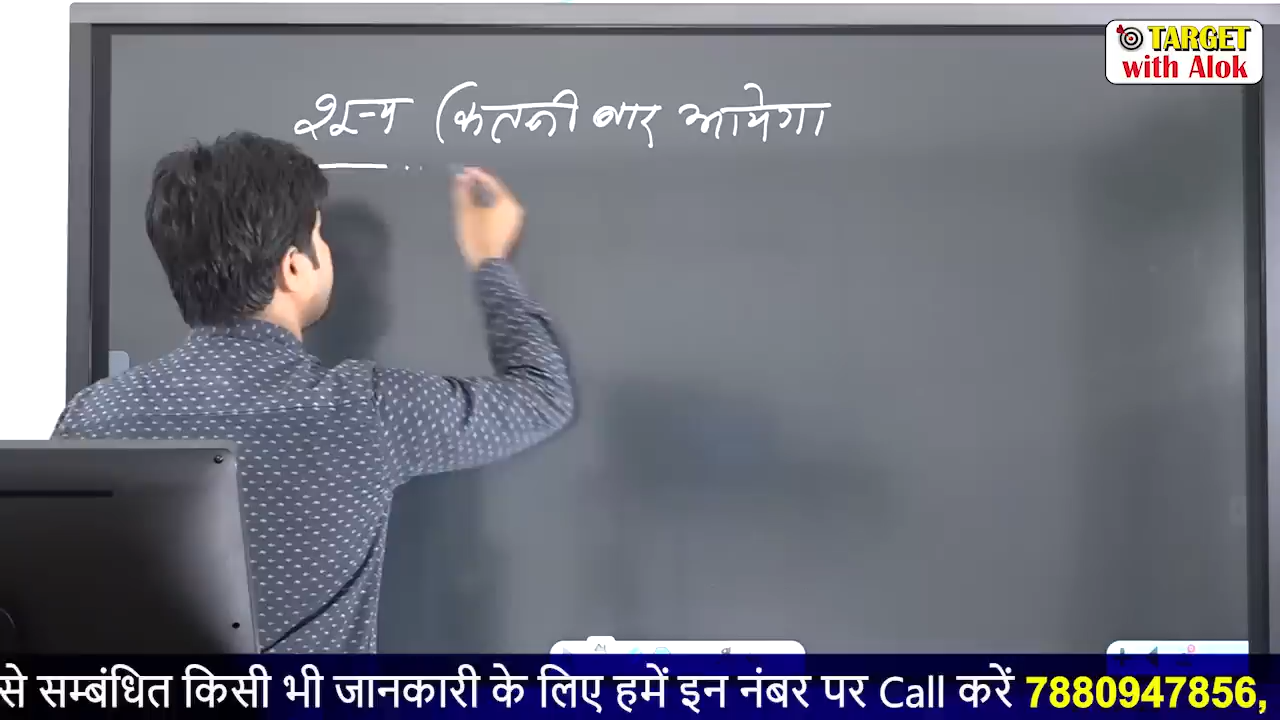 TARGET
with Alok
शून्य कितनी बार आयेगा
से सम्बंधित किसी भी जानकारी के लिए हमें इन नंबर पर Call करें 7880947856,